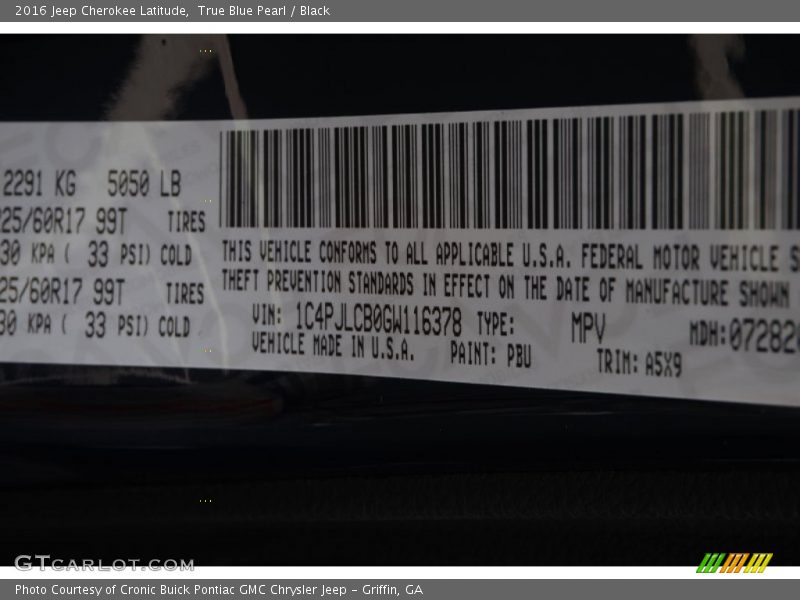 2016 Jeep Cherokee Latitude,  True Blue Pearl / Black
2291 KG 5050 LB
25/60R17 99T TIRES
30 KPA ( 33 PSI) COLD
25/60R17 99T TIRES
30 KPA ( 33 PSI) COLD
THIS VEHICLE CONFORMS TO ALL APPLICABLE U.S.A. FEDERAL MOTOR VEHICLE S
THEFT PREVENTION STANDARDS IN EFFECT ON THE DATE OF MANUFACTURE SHOWN
VIN: 1C4PJLCB0GW116378 TYPE: MPV MDH: 07282
VEHICLE MADE IN U.S.A. PAINT: PBU TRIM: A5X9
GTCARLOT.COM
Photo Courtesy of Cronic Buick Pontiac GMC Chrysler Jeep – Griffin, GA